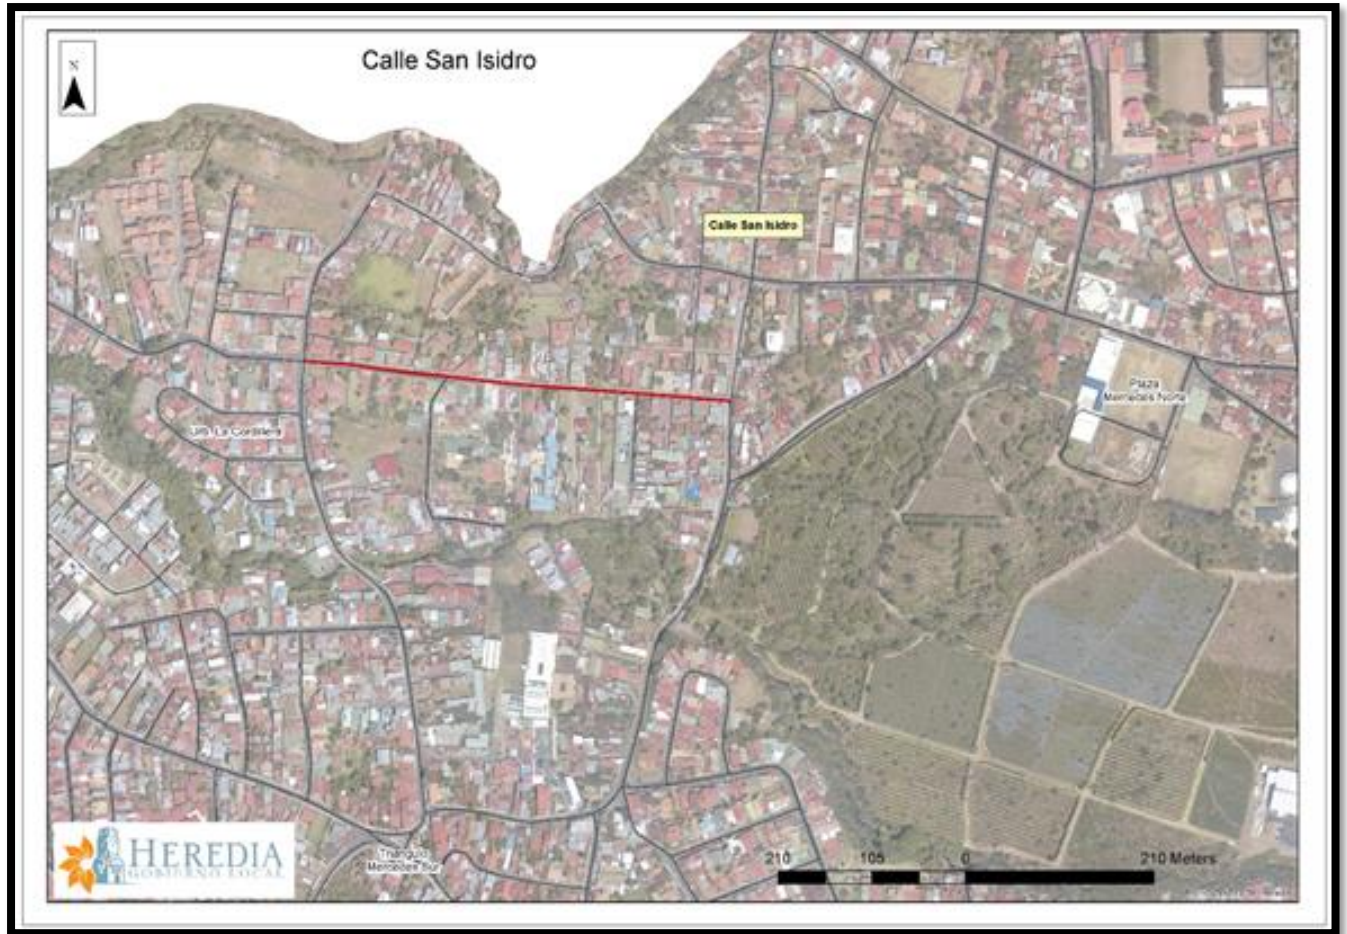 N
Calle San Isidro
Calle San Isidro
Plaza
Mercedes Norte
Urb. La Cordillera
Triangulo
Mercedes Sur
HEREDIA
GOBIERNO LOCAL
210 105 0 210 Meters